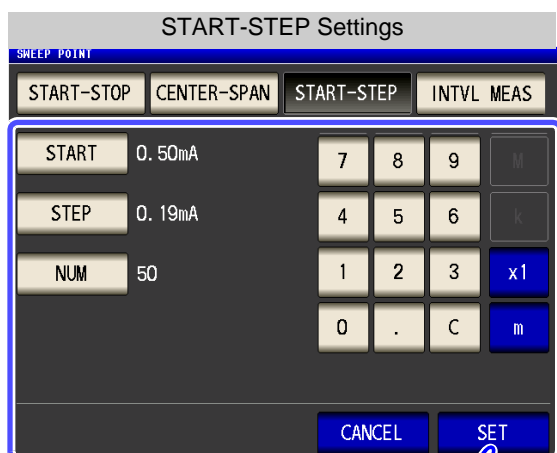 START-STEP Settings
SWEEP POINT
START-STOP CENTER-SPAN START-STEP INTVL MEAS
START 0.50mA 7 8 9 M
STEP 0.19mA 4 5 6 k
NUM 50 1 2 3 x1
0 . C m
CANCEL SET